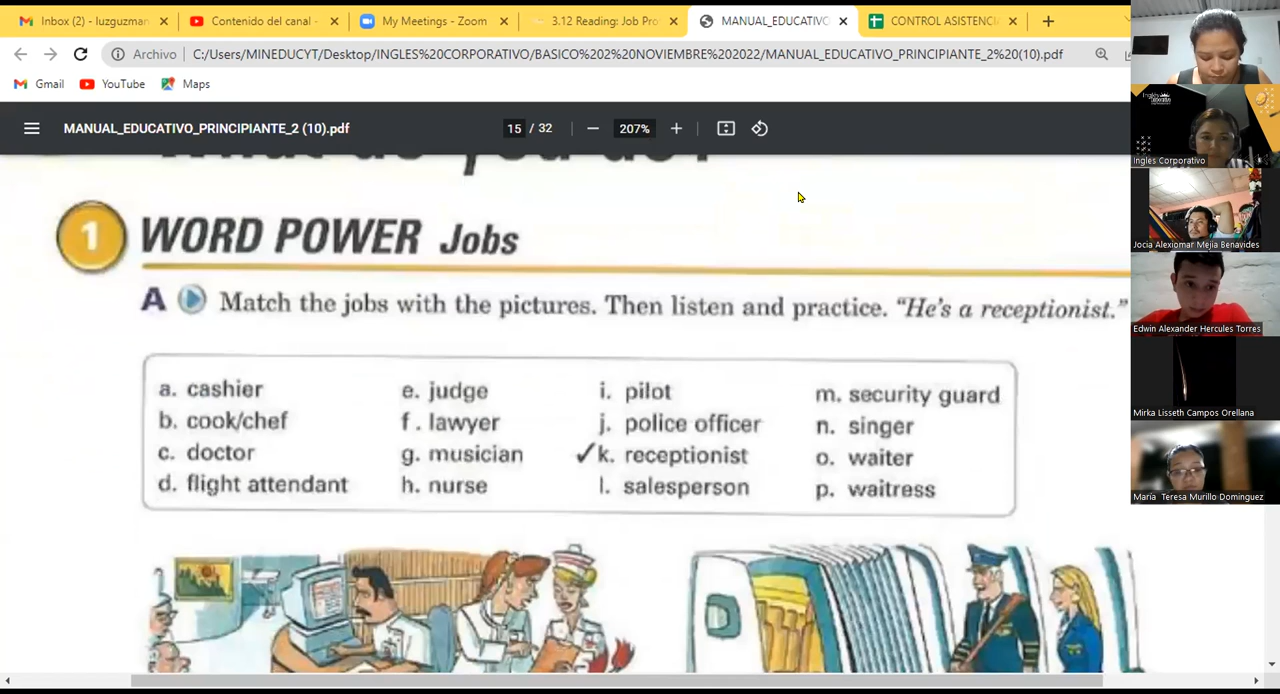 Inbox (2) - luzguzman
Contenido del canal -
My Meetings - Zoom
3.12 Reading: Job Pro
MANUAL_EDUCATIVO
CONTROL ASISTENCI
Archivo
C:/Users/MINEDUCYT/Desktop/INGLES%20CORPORATIVO/BASICO%202%20NOVIEMBRE%202022/MANUAL_EDUCATIVO_PRINCIPIANTE_2%20(10).pdf
Gmail
YouTube
Maps
MANUAL_EDUCATIVO_PRINCIPIANTE_2 (10).pdf
15 / 32
207%
1 WORD POWER Jobs
A Match the jobs with the pictures. Then listen and practice. "He's a receptionist."
a. cashier
b. cook/chef
c. doctor
d. flight attendant
e. judge
f. lawyer
g. musician
h. nurse
i. pilot
j. police officer
✓k. receptionist
l. salesperson
m. security guard
n. singer
o. waiter
p. waitress
Ingles Corporativo
Jocia Alexiomar Mejia Benavides
Edwin Alexander Hercules Torres
Mirka Lisseth Campos Orellana
María Teresa Murillo Dominguez